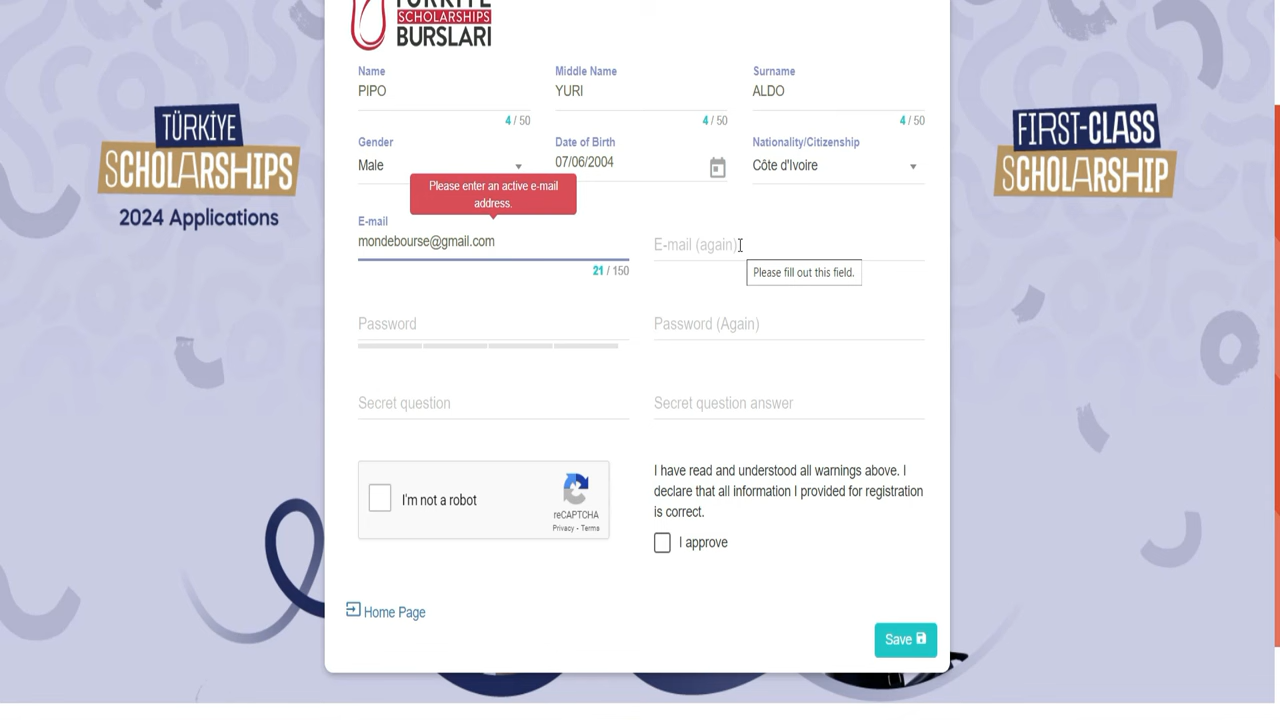 TÜRKİYE
SCHOLARSHIPS
BURSLARI
Name
Middle Name
Surname
PIPO
YURI
ALDO
4 / 50
4 / 50
4 / 50
Gender
Date of Birth
Nationality/Citizenship
Male
07/06/2004
Côte d'Ivoire
Please enter an active e-mail
address.
E-mail
mondebourse@gmail.com
E-mail (again)
21 / 150
Please fill out this field.
Password
Password (Again)
Secret question
Secret question answer
I'm not a robot
reCAPTCHA
Privacy - Terms
I have read and understood all warnings above. I
declare that all information I provided for registration
is correct.
I approve
Home Page
Save
TÜRKİYE
SCHOLARSHIPS
2024 Applications
FIRST-CLASS
SCHOLARSHIP